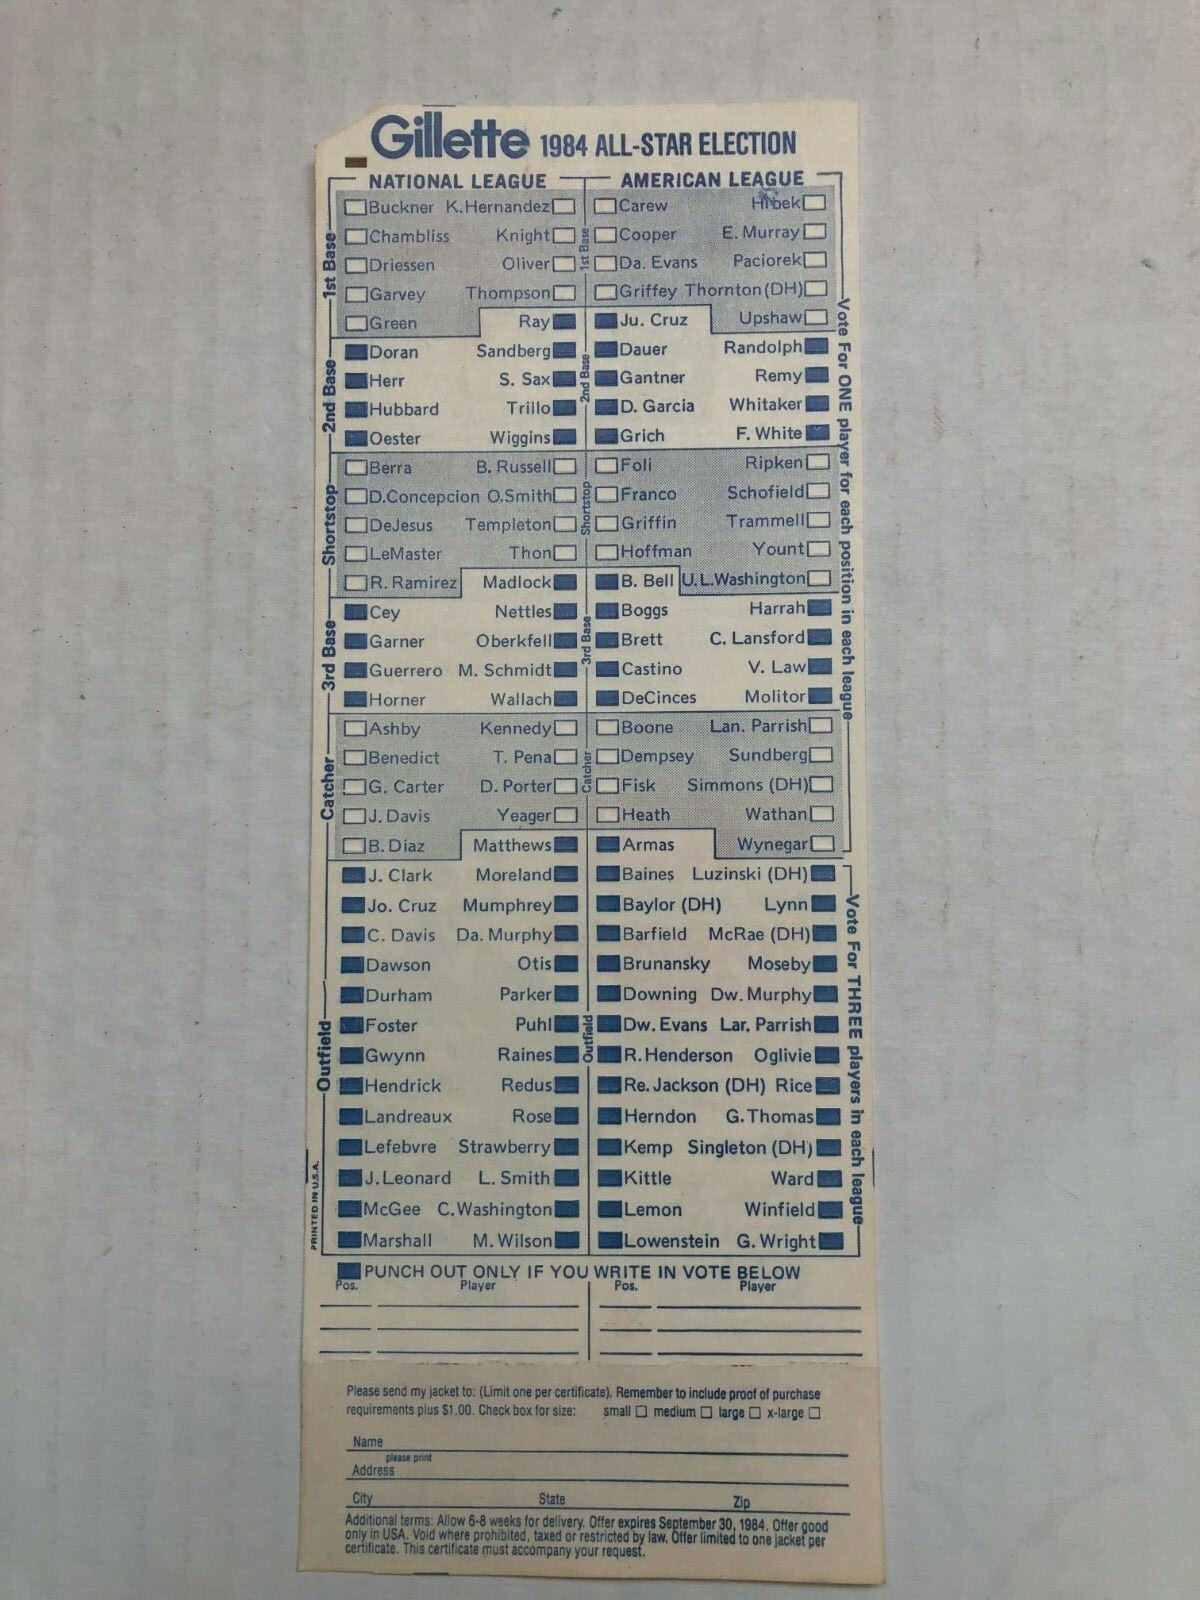 Gillette 1984 ALL-STAR ELECTION
NATIONAL LEAGUE AMERICAN LEAGUE
Buckner K.Hernandez Carew Hrbek
Chambliss Knight Cooper E. Murray
Driessen Oliver Da. Evans Paciorek
Garvey Thompson Griffey Thornton (DH)
Green Ray Ju. Cruz Upshaw
Doran Sandberg Dauer Randolph
Herr S. Sax Gantner Remy
Hubbard Trillo D. Garcia Whitaker
Oester Wiggins Grich F. White
Berra B. Russell Foli Ripken
D.Concepcion O.Smith Franco Schofield
DeJesus Templeton Griffin Trammell
LeMaster Thon Hoffman Yount
R. Ramirez Madlock B. Bell U.L.Washington
Cey Nettles Boggs Harrah
Garner Oberkfell Brett C. Lansford
Guerrero M. Schmidt Castino V. Law
Horner Wallach DeCinces Molitor
Ashby Kennedy Boone Lan. Parrish
Benedict T. Pena Dempsey Sundberg
G. Carter D. Porter Fisk Simmons (DH)
J. Davis Yeager Heath Wathan
B. Diaz Matthews Armas Wynegar
J. Clark Moreland Baines Luzinski (DH)
Jo. Cruz Mumphrey Baylor (DH) Lynn
C. Davis Da. Murphy Barfield McRae (DH)
Dawson Otis Brunansky Moseby
Durham Parker Downing Dw. Murphy
Foster Puhl Dw. Evans Lar. Parrish
Gwynn Raines R. Henderson Oglivie
Hendrick Redus Re. Jackson (DH) Rice
Landreaux Rose Herndon G. Thomas
Lefebvre Strawberry Kemp Singleton (DH)
J. Leonard L. Smith Kittle Ward
McGee C.Washington Lemon Winfield
Marshall M. Wilson Lowenstein G. Wright
1st Base
2nd Base
Shortstop
3rd Base
Catcher
Outfield
1st Base
2nd Base
Shortstop
3rd Base
Catcher
Outfield
Vote For ONE player for each position in each league
Vote For THREE players in each league
PRINTED IN U.S.A.
PUNCH OUT ONLY IF YOU WRITE IN VOTE BELOW
Pos. Player Pos. Player
Please send my jacket to: (Limit one per certificate). Remember to include proof of purchase
requirements plus $1.00. Check box for size: small medium large x-large
Name
please print
Address
City State Zip
Additional terms: Allow 6-8 weeks for delivery. Offer expires September 30, 1984. Offer good
only in USA. Void where prohibited, taxed or restricted by law. Offer limited to one jacket per
certificate. This certificate must accompany your request.